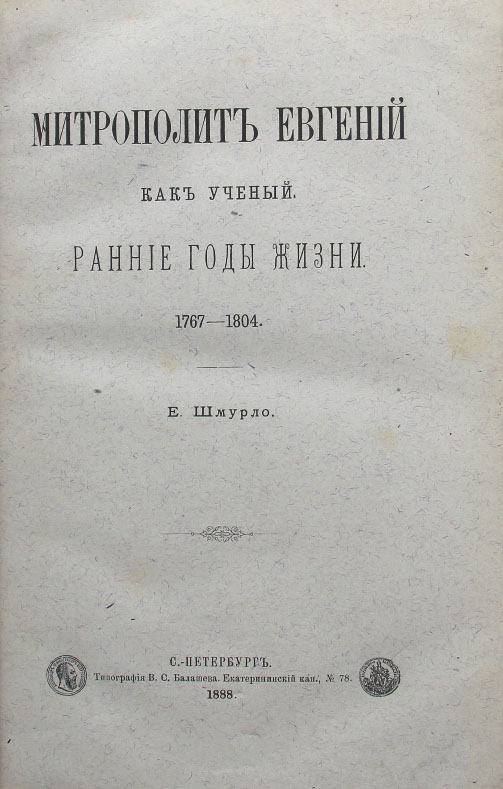 МИТРОПОЛИТЪ ЕВГЕНІЙ
КАКЪ УЧЕНЫЙ.
РАННІЕ ГОДЫ ЖИЗНИ.
1767—1804.
Е. Шмурло.
С.-ПЕТЕРБУРГЪ.
Типографія В. С. Балашева. Екатерининскій кан., № 78.
1888.